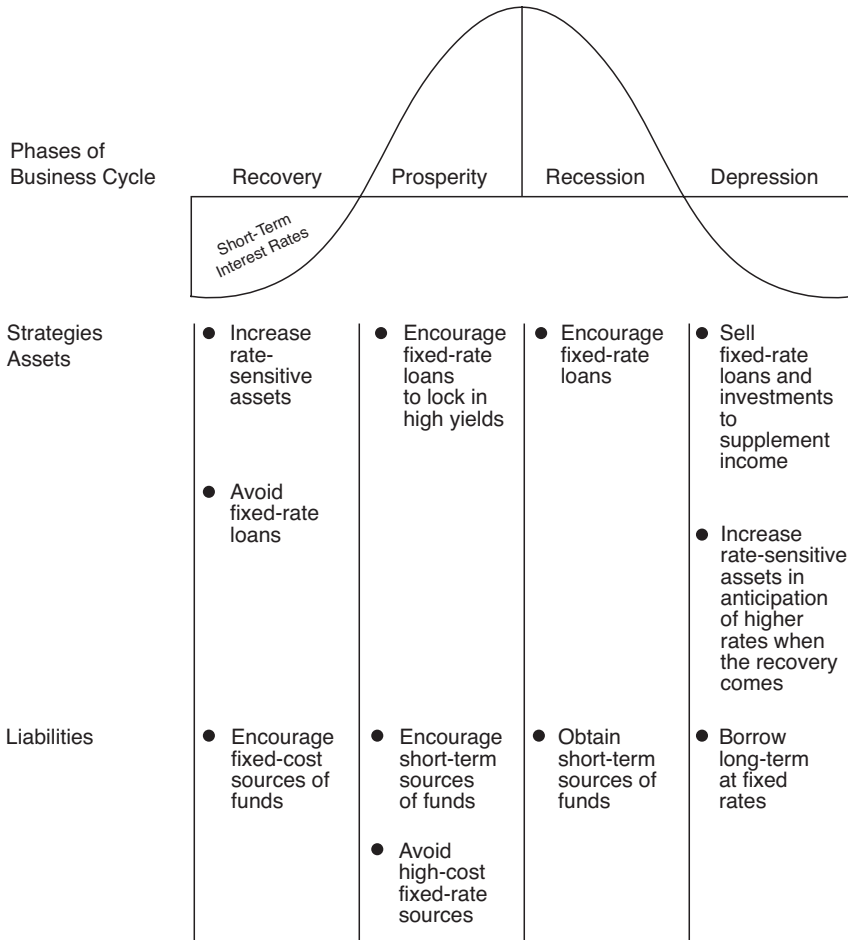 Phases of
Business Cycle
Recovery
Prosperity
Recession
Depression
Short-Term
Interest Rates
Strategies
Assets
● Increase
rate-
sensitive
assets
● Avoid
fixed-rate
loans
● Encourage
fixed-rate
loans
to lock in
high yields
● Encourage
fixed-rate
loans
● Sell
fixed-rate
loans and
investments
to
supplement
income
● Increase
rate-sensitive
assets in
anticipation
of higher
rates when
the recovery
comes
Liabilities
● Encourage
fixed-cost
sources of
funds
● Encourage
short-term
sources
of funds
● Avoid
high-cost
fixed-rate
sources
● Obtain
short-term
sources of
funds
● Borrow
long-term
at fixed
rates